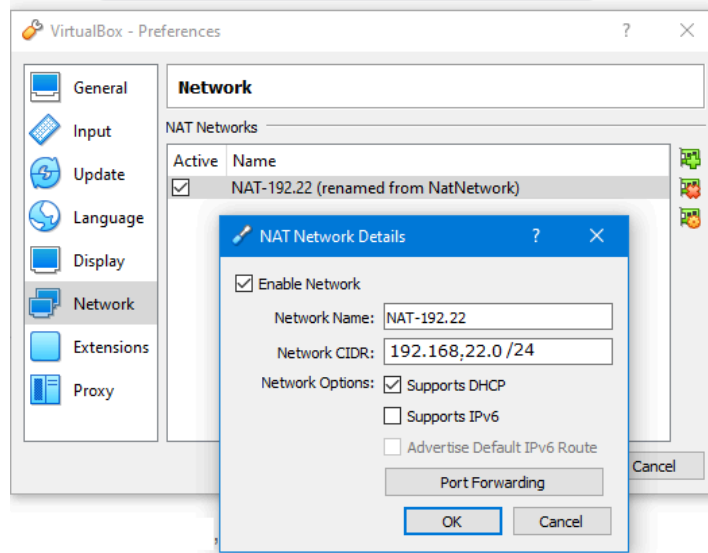 VirtualBox - Preferences ? ×
General
Input
Update
Language
Display
Network
Extensions
Proxy
Network
NAT Networks
Active Name
NAT-192.22 (renamed from NatNetwork)
NAT Network Details ? ×
Enable Network
Network Name: NAT-192.22
Network CIDR: 192.168,22.0 /24
Network Options: Supports DHCP
Supports IPv6
Advertise Default IPv6 Route
Port Forwarding
OK Cancel
Cancel
,